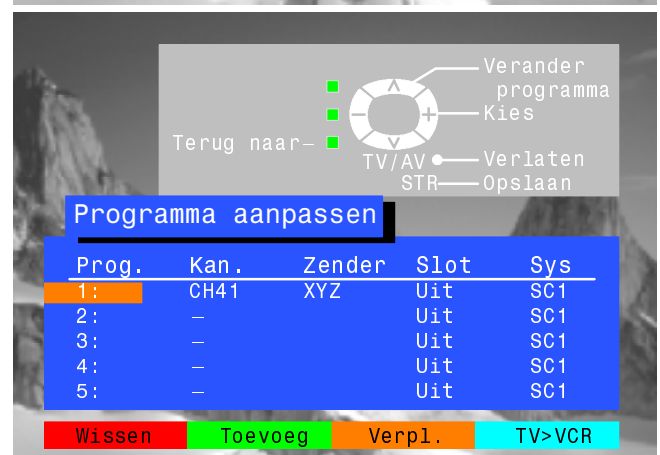 Verander
programma
Kies
Terug naar
TV/AV
Verlaten
STR
Opslaan
Programma aanpassen
Prog. Kan. Zender Slot Sys
1: CH41 XYZ Uit SC1
2: – Uit SC1
3: – Uit SC1
4: – Uit SC1
5: – Uit SC1
Wissen Toevoeg Verpl. TV>VCR